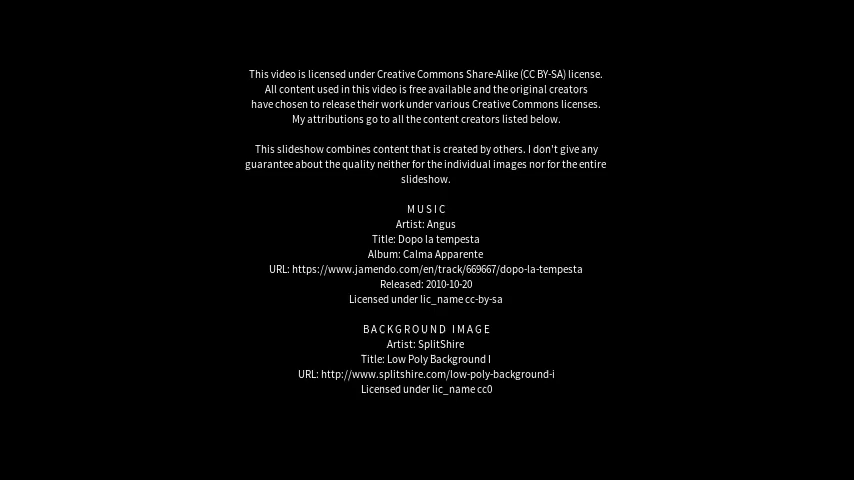 This video is licensed under Creative Commons Share-Alike (CC BY-SA) license.
All content used in this video is free available and the original creators
have chosen to release their work under various Creative Commons licenses.
My attributions go to all the content creators listed below.
This slideshow combines content that is created by others. I don't give any
guarantee about the quality neither for the individual images nor for the entire
slideshow.
M U S I C
Artist: Angus
Title: Dopo la tempesta
Album: Calma Apparente
URL: https://www.jamendo.com/en/track/669667/dopo-la-tempesta
Released: 2010-10-20
Licensed under lic_name cc-by-sa
B A C K G R O U N D   I M A G E
Artist: SplitShire
Title: Low Poly Background I
URL: http://www.splitshire.com/low-poly-background-i
Licensed under lic_name cc0